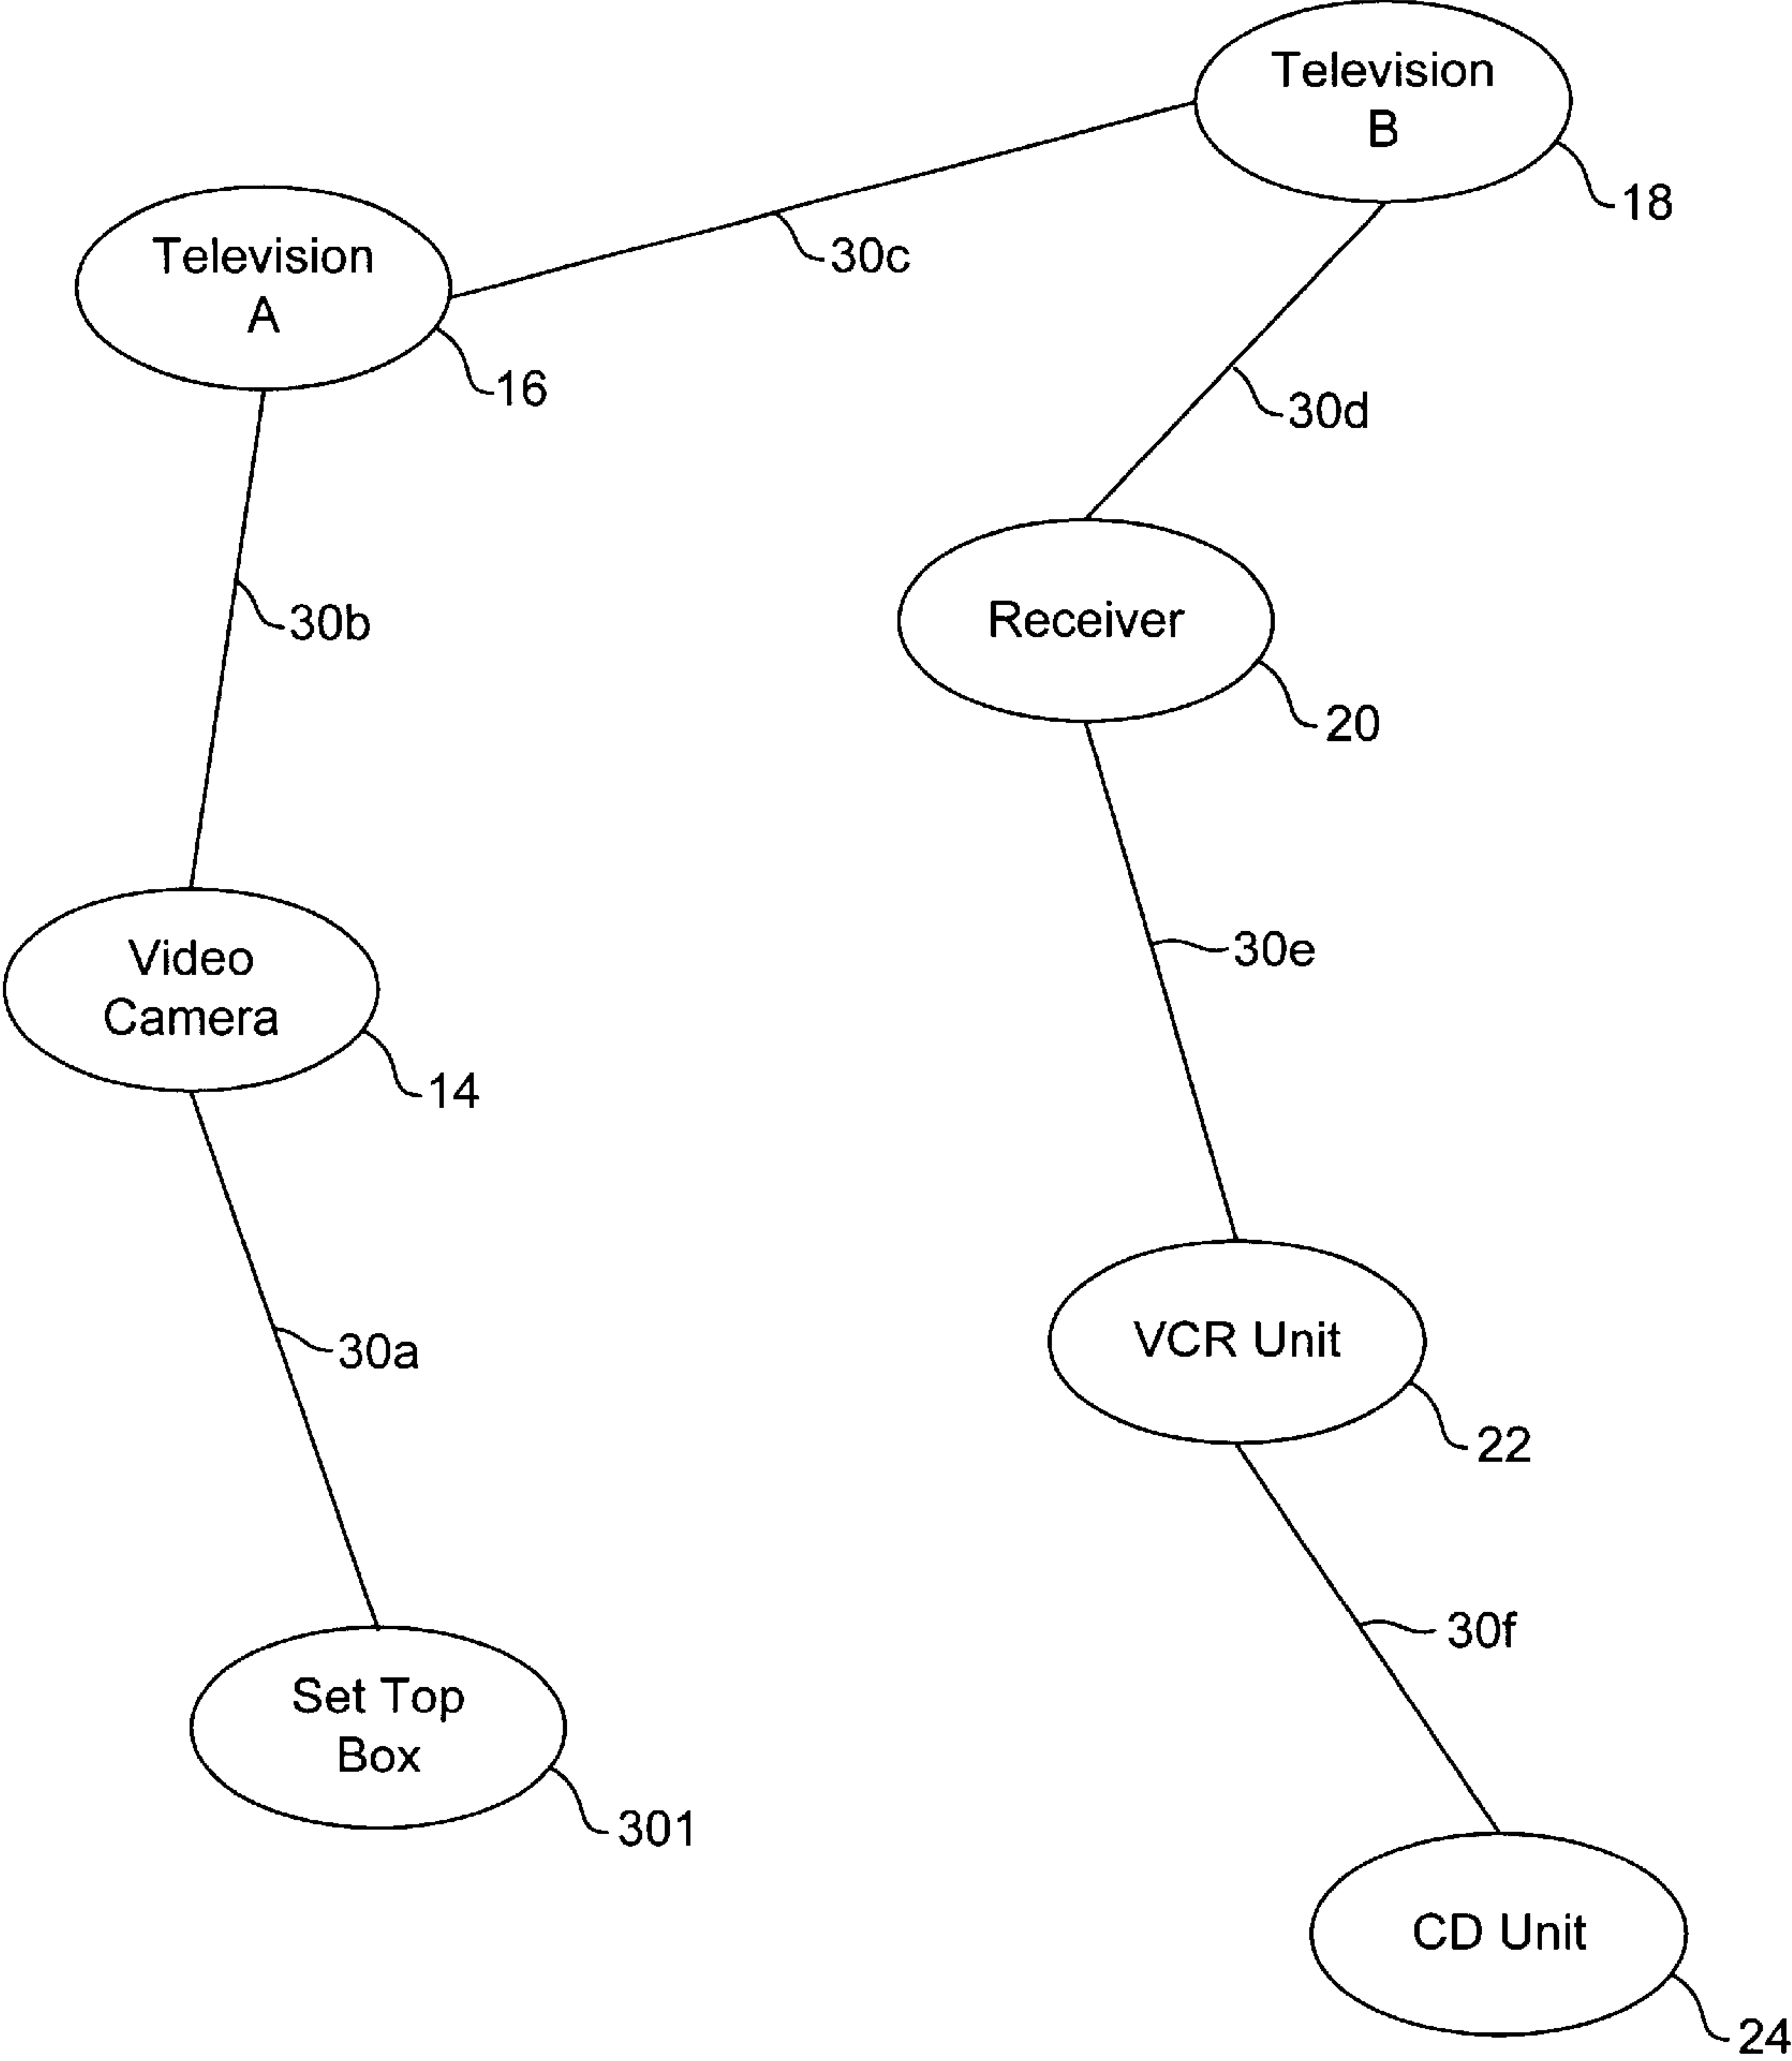 Television
B
18
Television
A
30c
16
30d
30b
Receiver
20
30e
Video
Camera
14
30a
VCR Unit
22
30f
Set Top
Box
301
CD Unit
24